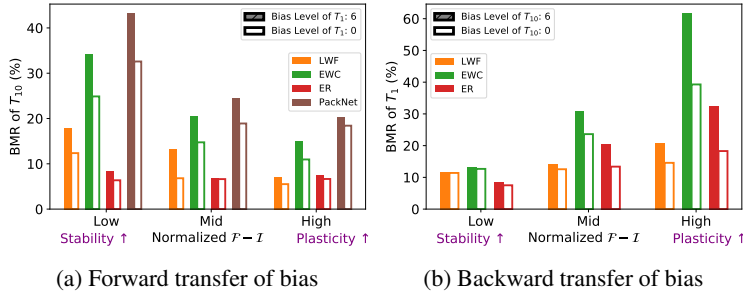 Bias Level of T₁: 6
Bias Level of T₁: 0
LWF
EWC
ER
PackNet
BMR of T₁₀ (%)
40
30
20
10
0
Low Mid High
Stability ↑ Normalized 𝓕 − 𝓘 Plasticity ↑
(a) Forward transfer of bias
Bias Level of T₁₀: 6
Bias Level of T₁₀: 0
LWF
EWC
ER
BMR of T₁ (%)
60
50
40
30
20
10
0
Low Mid High
Stability ↑ Normalized 𝓕 − 𝓘 Plasticity ↑
(b) Backward transfer of bias